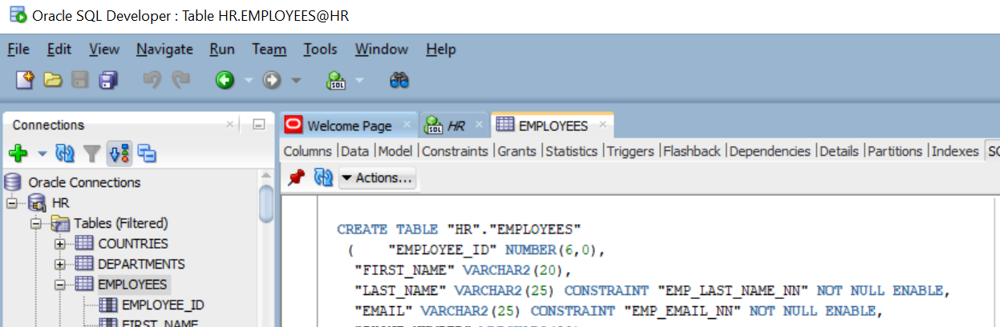 Oracle SQL Developer : Table HR.EMPLOYEES@HR
File Edit View Navigate Run Team Tools Window Help
SQL
Connections
Welcome Page
SQL HR
EMPLOYEES
Columns Data Model Constraints Grants Statistics Triggers Flashback Dependencies Details Partitions Indexes
Actions...
Oracle Connections
HR
Tables (Filtered)
COUNTRIES
DEPARTMENTS
EMPLOYEES
EMPLOYEE_ID
FIRST_NAME
CREATE TABLE "HR"."EMPLOYEES"
( "EMPLOYEE_ID" NUMBER(6,0),
"FIRST_NAME" VARCHAR2(20),
"LAST_NAME" VARCHAR2(25) CONSTRAINT "EMP_LAST_NAME_NN" NOT NULL ENABLE,
"EMAIL" VARCHAR2(25) CONSTRAINT "EMP_EMAIL_NN" NOT NULL ENABLE,